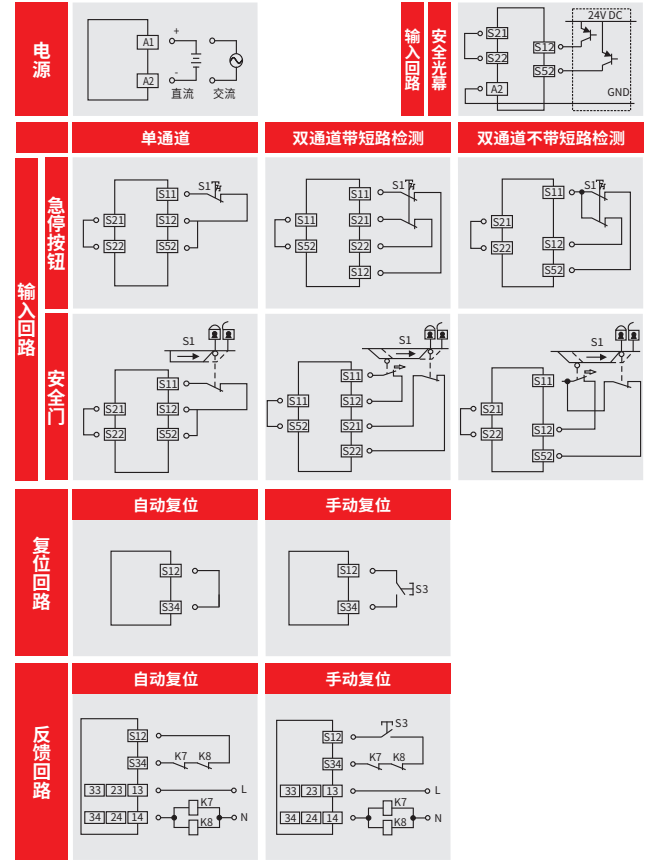 电源
A1
A2
+
-
直流
交流
输入回路
安全光幕
S21
S22
A2
S12
S52
24V DC
GND
单通道
双通道带短路检测
双通道不带短路检测
输入回路
急停按钮
S21
S22
S11
S12
S52
S1
S11
S52
S11
S21
S22
S12
S1
S21
S22
S11
S12
S52
S1
安全门
S21
S22
S11
S12
S52
S1
S11
S52
S11
S12
S21
S22
S1
S21
S22
S11
S12
S52
S1
复位回路
自动复位
手动复位
S12
S34
S12
S34
S3
反馈回路
自动复位
手动复位
S12
S34
K7 K8
33 23 13
L
34 24 14
K7
K8
N
S12
S34
S3
K7 K8
33 23 13
L
34 24 14
K7
K8
N